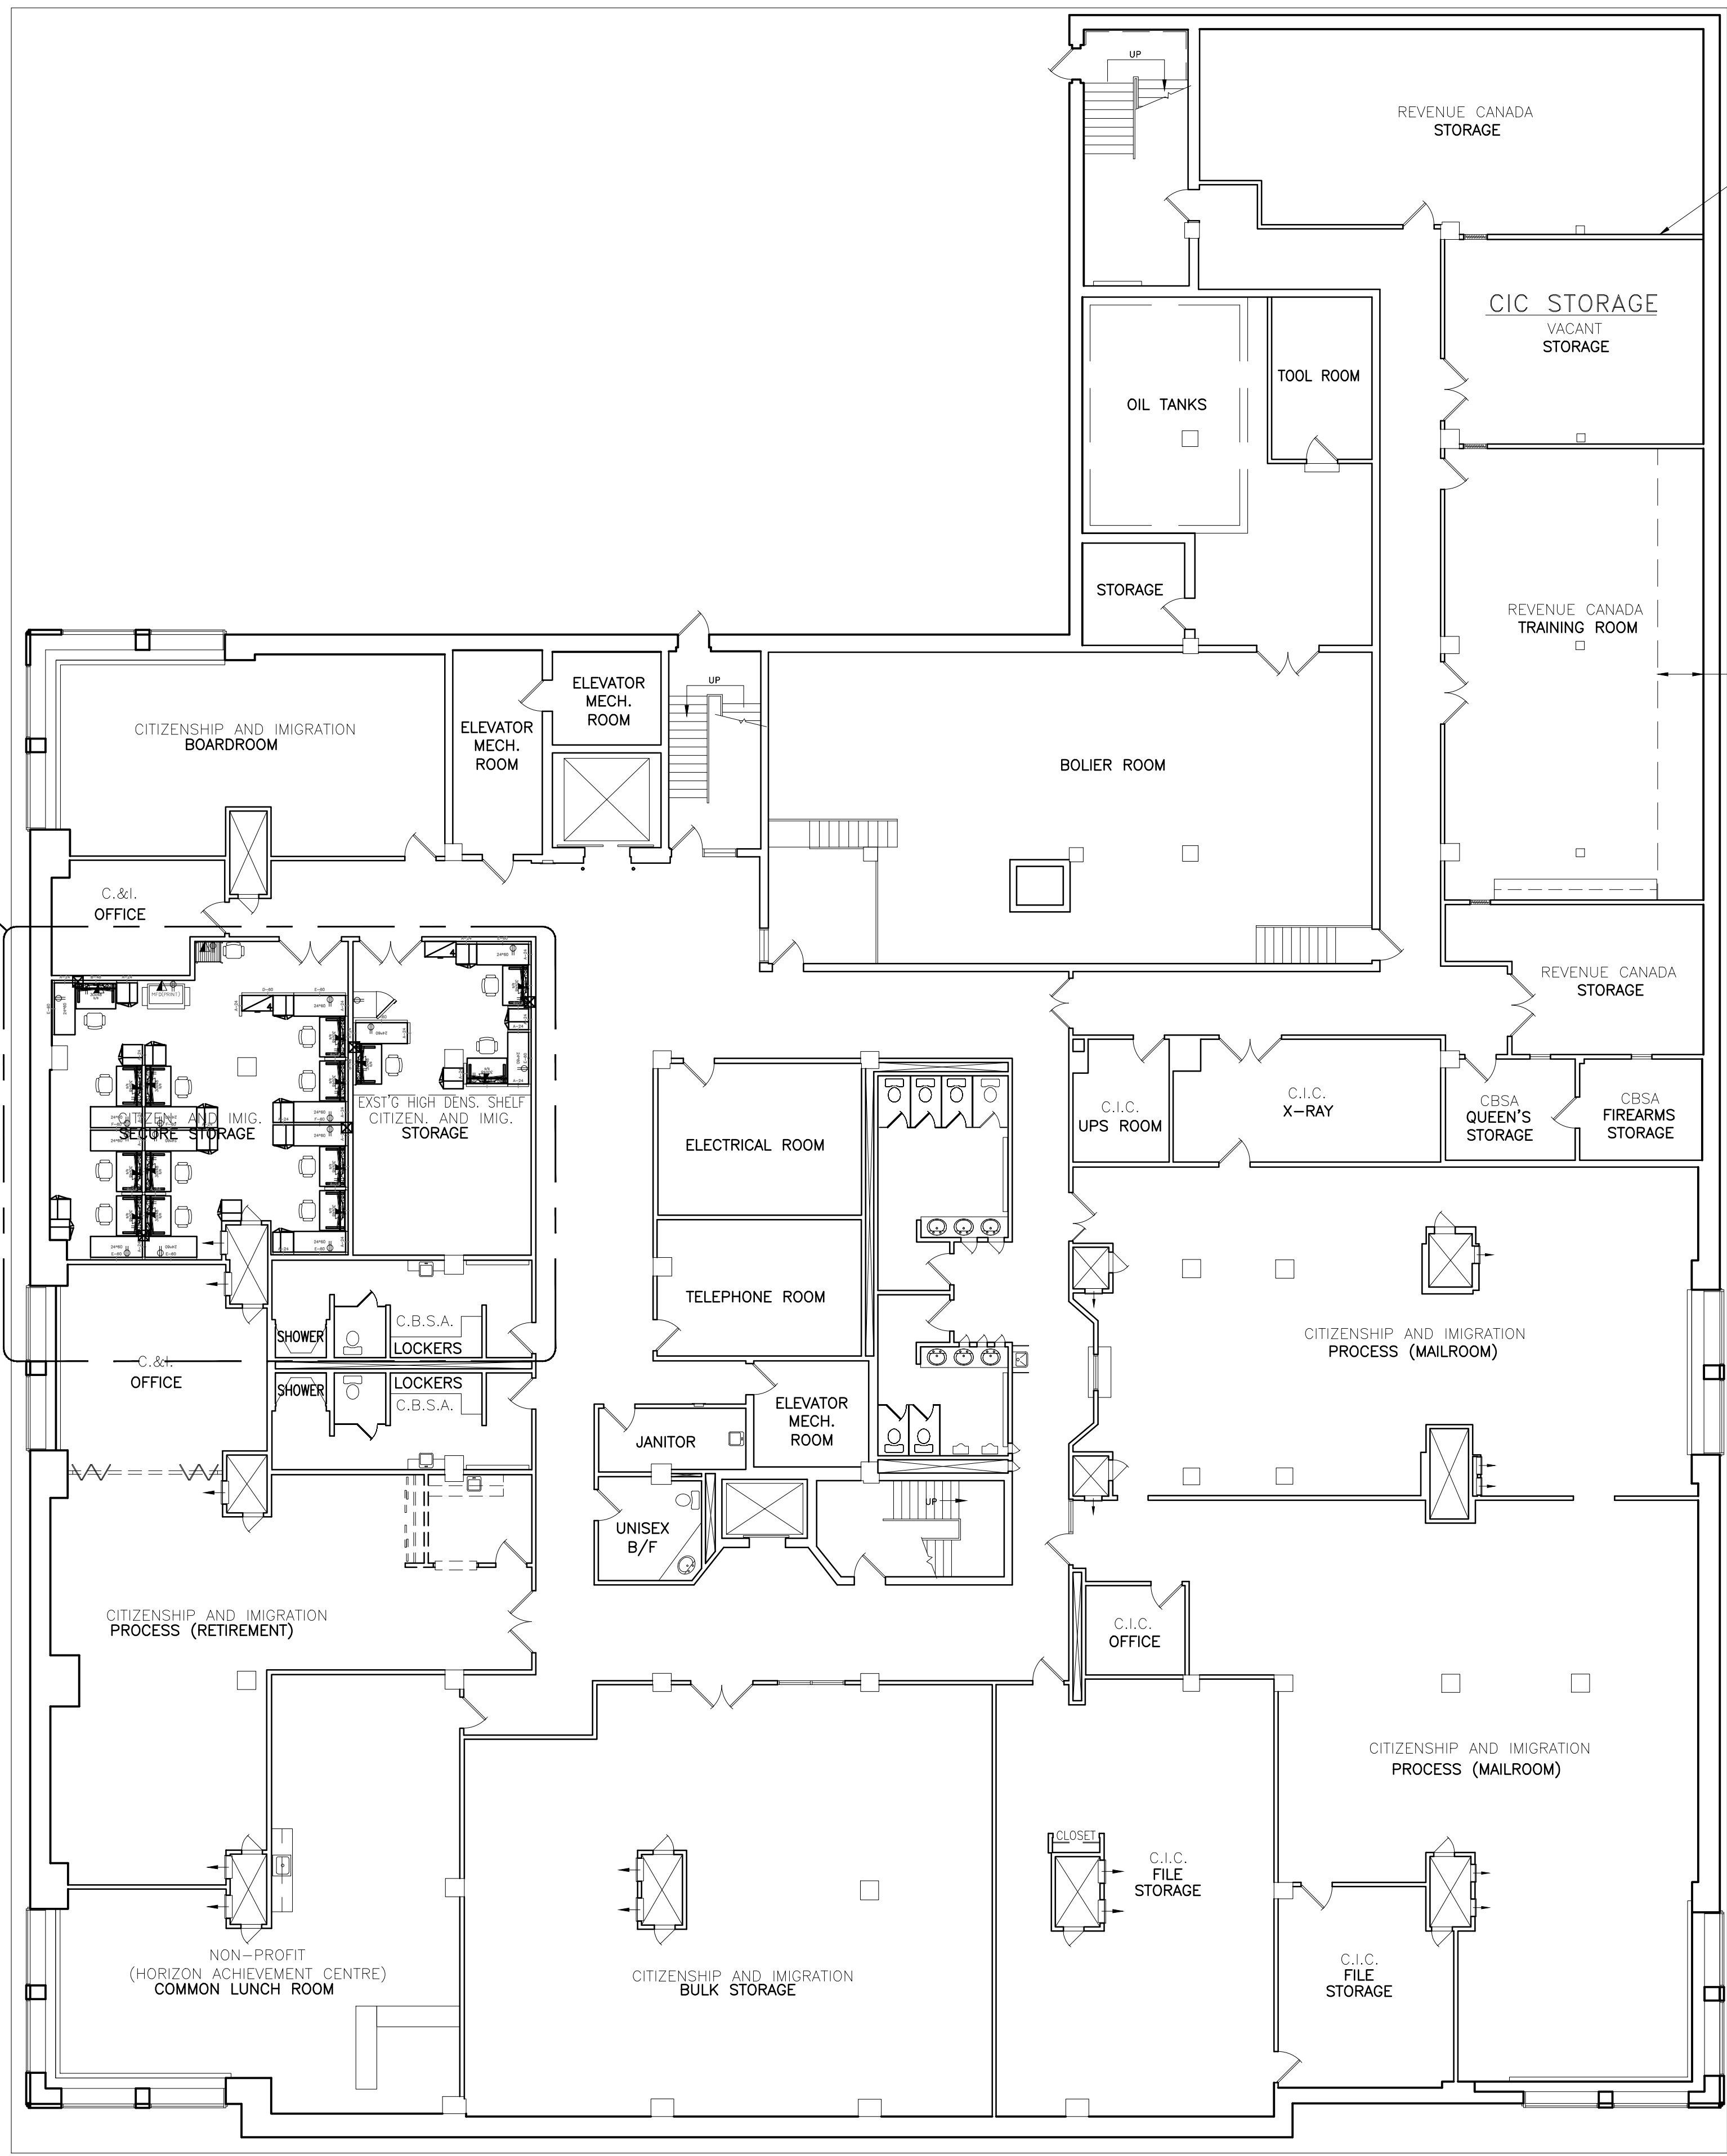 UP
REVENUE CANADA
STORAGE
CIC STORAGE
VACANT
STORAGE
TOOL ROOM
OIL TANKS
STORAGE
REVENUE CANADA
TRAINING ROOM
ELEVATOR
MECH.
ROOM
UP
ELEVATOR
MECH.
ROOM
CITIZENSHIP AND IMIGRATION
BOARDROOM
BOLIER ROOM
C.&I.
OFFICE
REVENUE CANADA
STORAGE
CITIZEN. AND IMIG.
SECURE STORAGE
EXST'G HIGH DENS. SHELF
CITIZEN. AND IMIG.
STORAGE
ELECTRICAL ROOM
C.I.C.
UPS ROOM
C.I.C.
X-RAY
CBSA
QUEEN'S
STORAGE
CBSA
FIREARMS
STORAGE
TELEPHONE ROOM
SHOWER
C.B.S.A.
LOCKERS
CITIZENSHIP AND IMIGRATION
PROCESS (MAILROOM)
C.&I.
OFFICE
SHOWER
LOCKERS
C.B.S.A.
ELEVATOR
MECH.
ROOM
JANITOR
UNISEX
B/F
UP
CITIZENSHIP AND IMIGRATION
PROCESS (RETIREMENT)
C.I.C.
OFFICE
CITIZENSHIP AND IMIGRATION
PROCESS (MAILROOM)
CLOSET
C.I.C.
FILE
STORAGE
NON-PROFIT
(HORIZON ACHIEVEMENT CENTRE)
COMMON LUNCH ROOM
CITIZENSHIP AND IMIGRATION
BULK STORAGE
C.I.C.
FILE
STORAGE